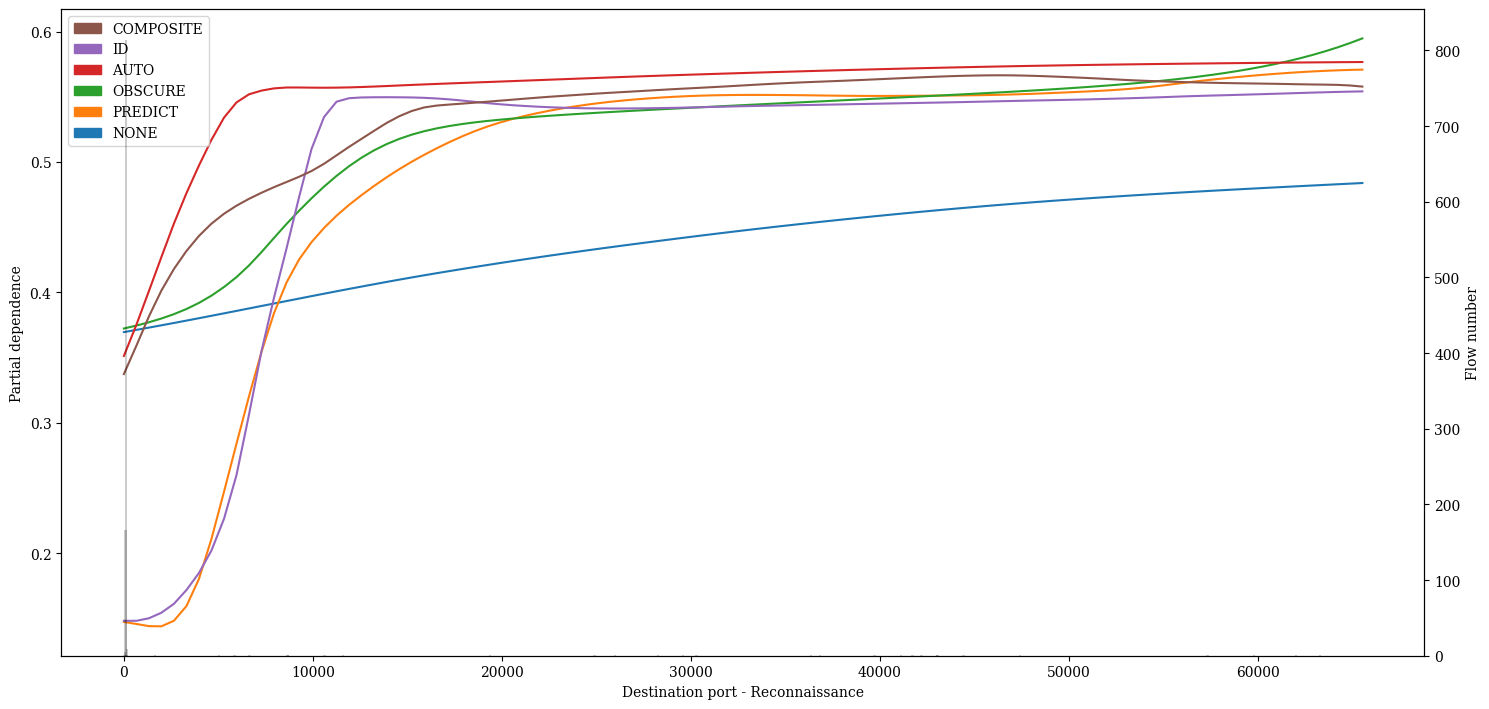 COMPOSITE
ID
AUTO
OBSCURE
PREDICT
NONE
0.6
0.5
0.4
0.3
0.2
Partial dependence
800
700
600
500
400
300
200
100
0
Flow number
0 10000 20000 30000 40000 50000 60000
Destination port - Reconnaissance